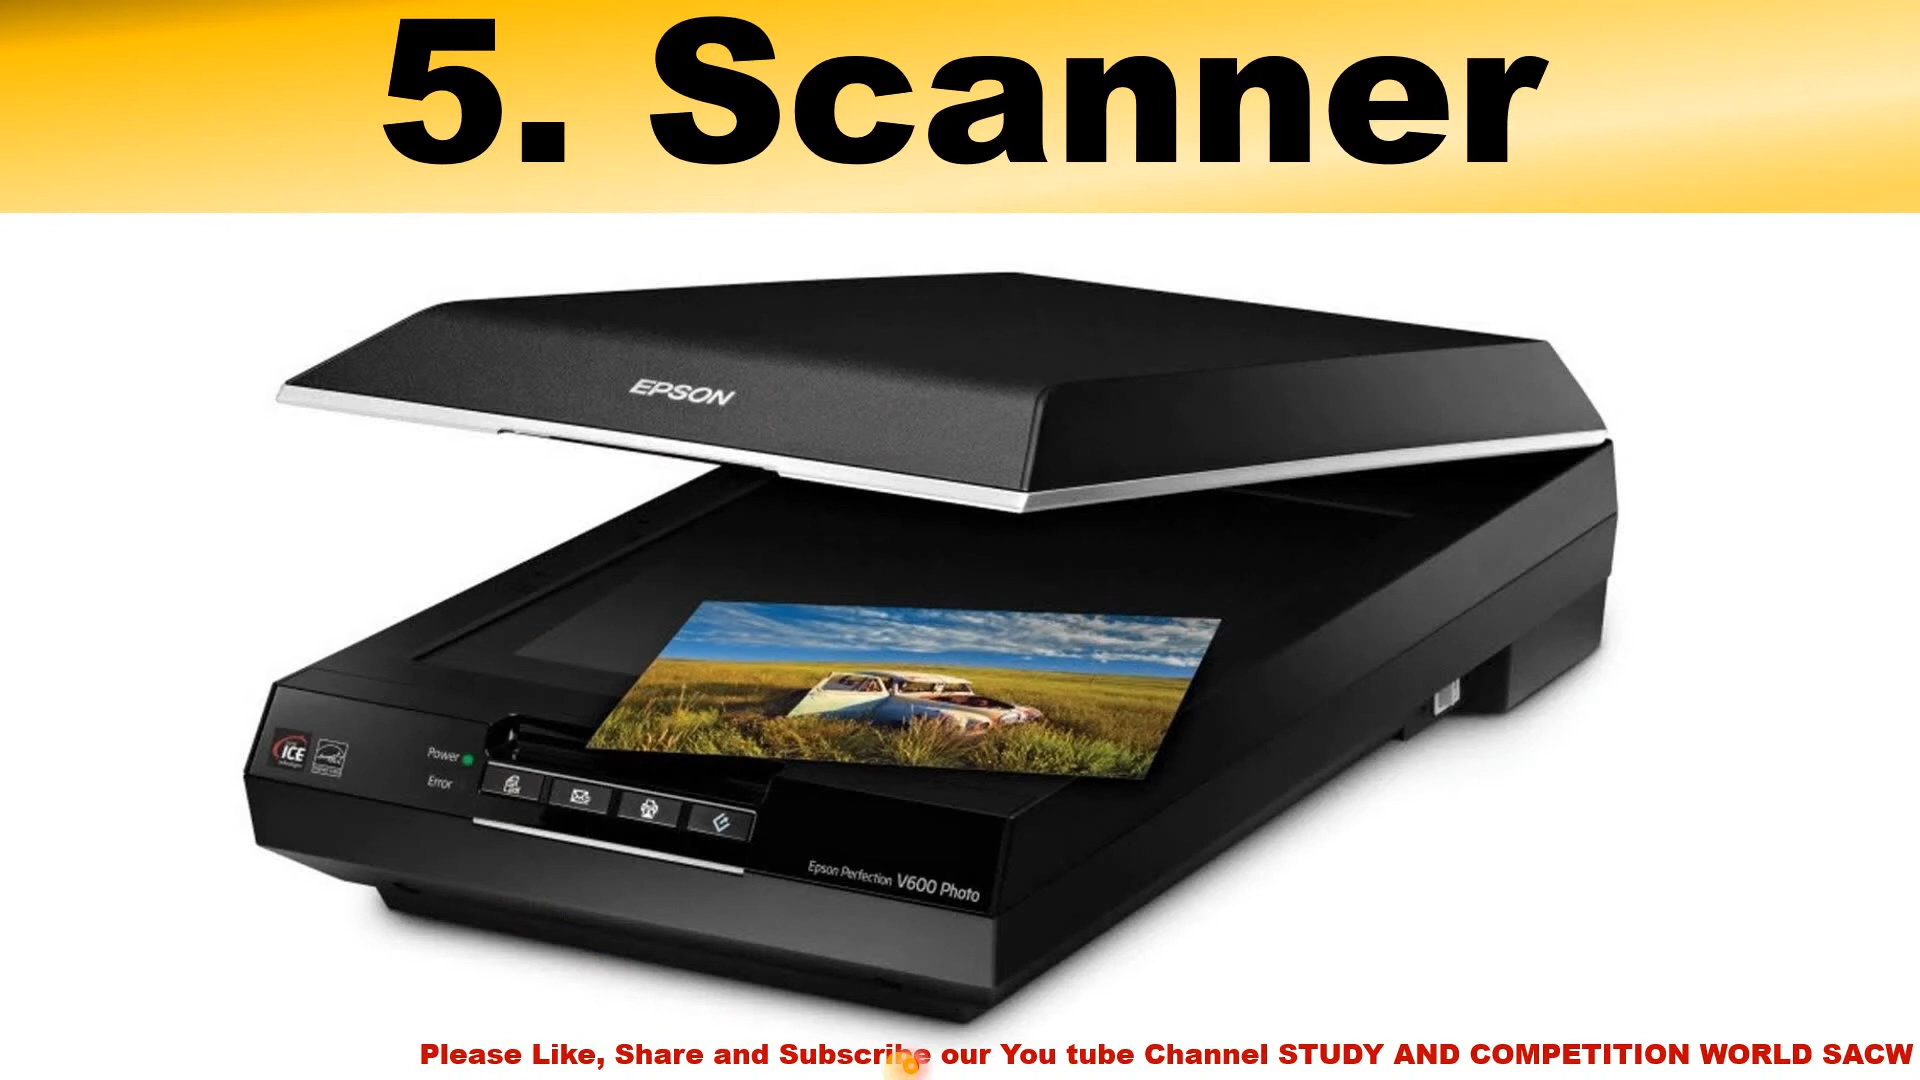 5. Scanner
EPSON
ICE
Power
Error
Epson Perfection V600 Photo
Please Like, Share and Subscribe our You tube Channel STUDY AND COMPETITION WORLD SACW